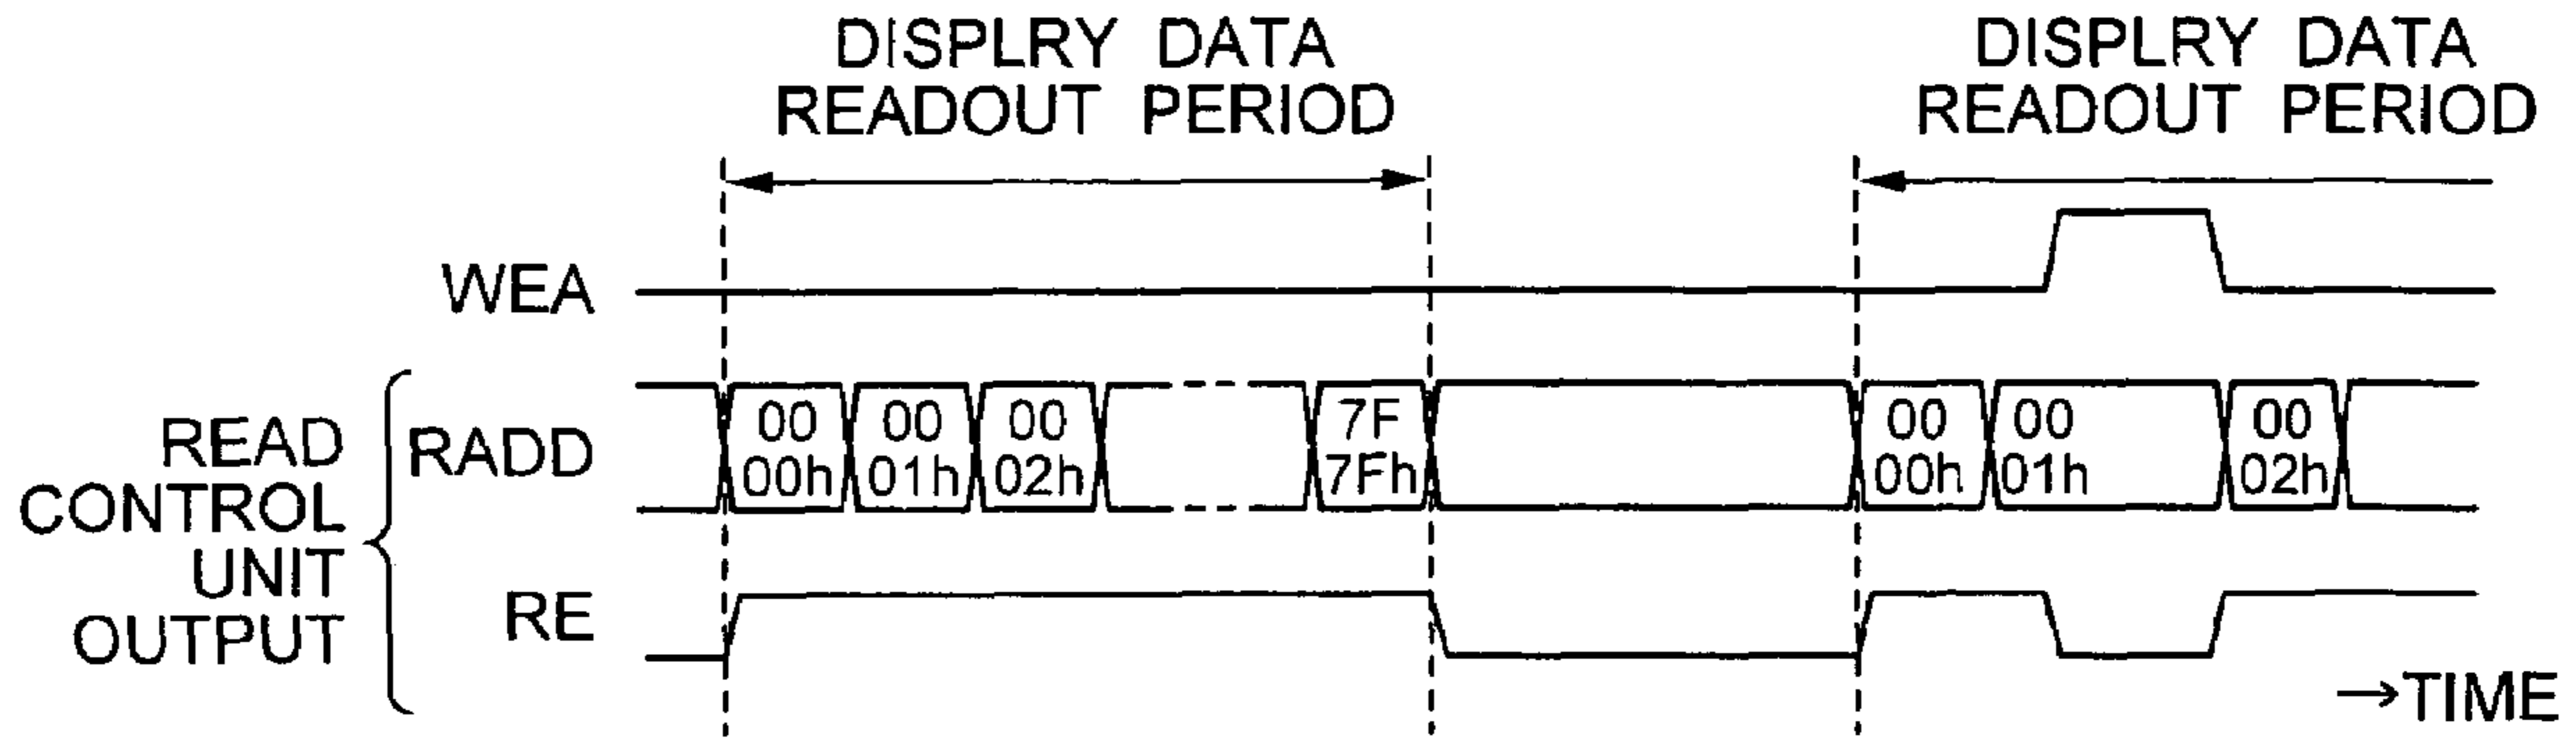 DISPLRY DATA
READOUT PERIOD
DISPLRY DATA
READOUT PERIOD
WEA
READ
CONTROL
UNIT
OUTPUT
RADD
00
00h
00
01h
00
02h
7F
7Fh
00
00h
00
01h
00
02h
RE
→TIME